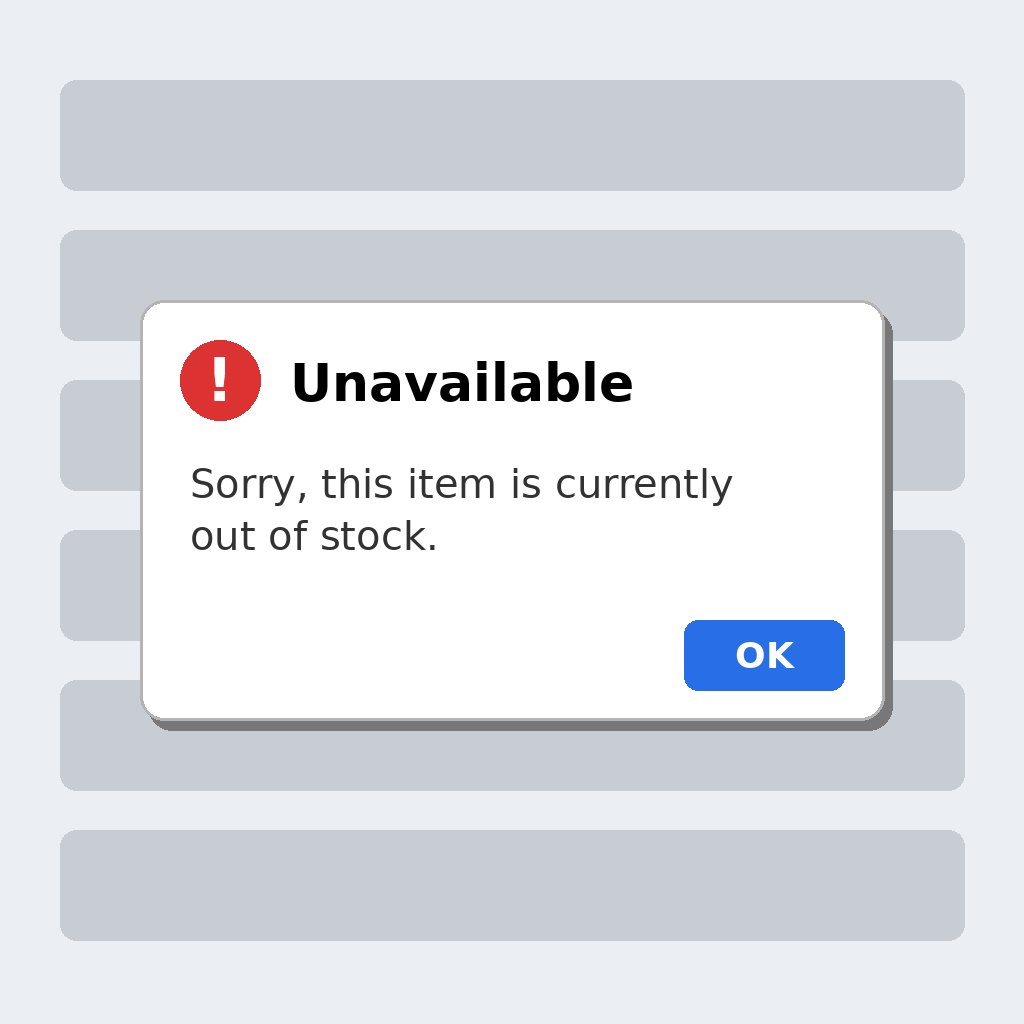 !
Unavailable
Sorry, this item is currently
out of stock.
OK